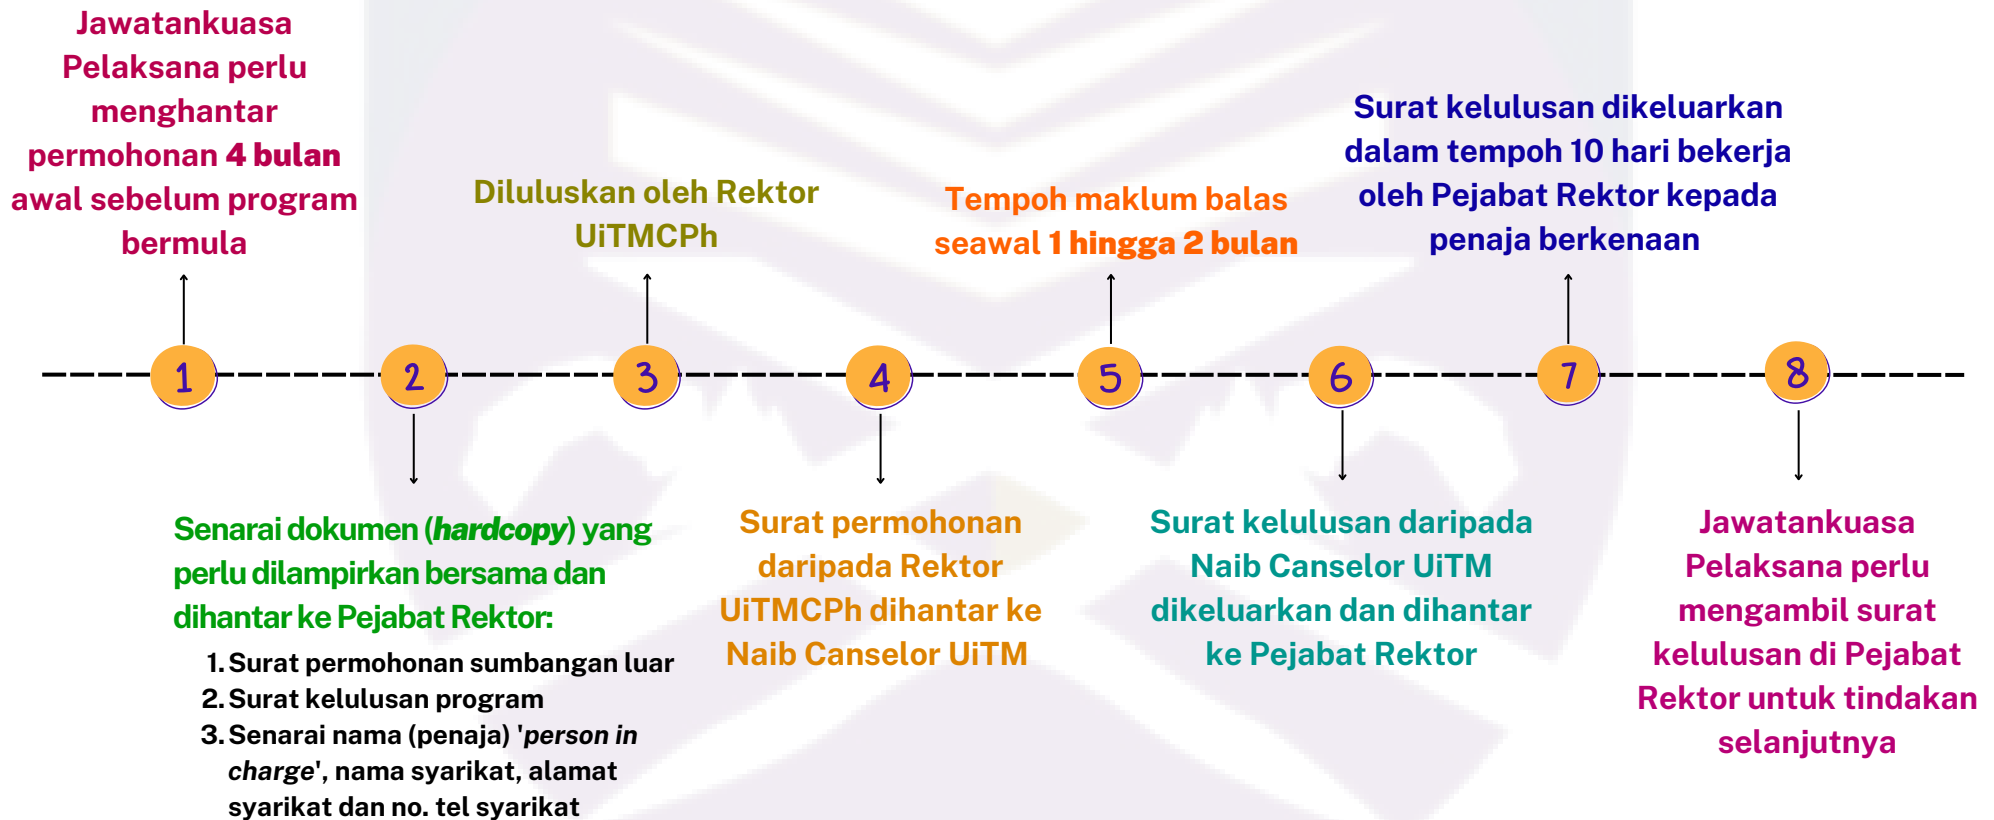 Jawatankuasa
Pelaksana perlu
menghantar
permohonan 4 bulan
awal sebelum program
bermula
1
2
Senarai dokumen (hardcopy) yang
perlu dilampirkan bersama dan
dihantar ke Pejabat Rektor:
1. Surat permohonan sumbangan luar
2. Surat kelulusan program
3. Senarai nama (penaja) 'person in
charge', nama syarikat, alamat
syarikat dan no. tel syarikat
Diluluskan oleh Rektor
UiTMCPh
3
4
Surat permohonan
daripada Rektor
UiTMCPh dihantar ke
Naib Canselor UiTM
Tempoh maklum balas
seawal 1 hingga 2 bulan
5
6
Surat kelulusan daripada
Naib Canselor UiTM
dikeluarkan dan dihantar
ke Pejabat Rektor
Surat kelulusan dikeluarkan
dalam tempoh 10 hari bekerja
oleh Pejabat Rektor kepada
penaja berkenaan
7
8
Jawatankuasa
Pelaksana perlu
mengambil surat
kelulusan di Pejabat
Rektor untuk tindakan
selanjutnya